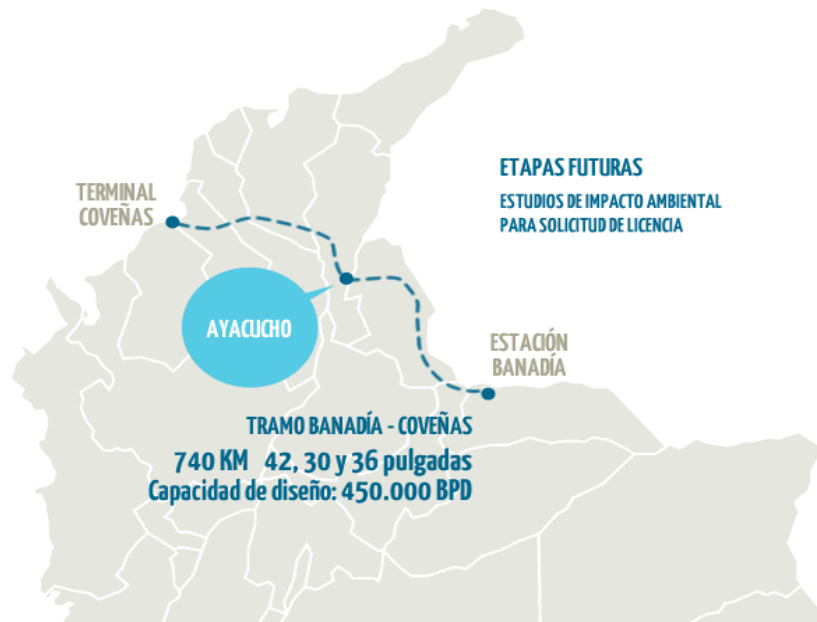 ETAPAS FUTURAS
ESTUDIOS DE IMPACTO AMBIENTAL
PARA SOLICITUD DE LICENCIA
TERMINAL
COVEÑAS
AYACUCHO
ESTACIÓN
BANADÍA
TRAMO BANADÍA - COVEÑAS
740 KM 42, 30 y 36 pulgadas
Capacidad de diseño: 450.000 BPD